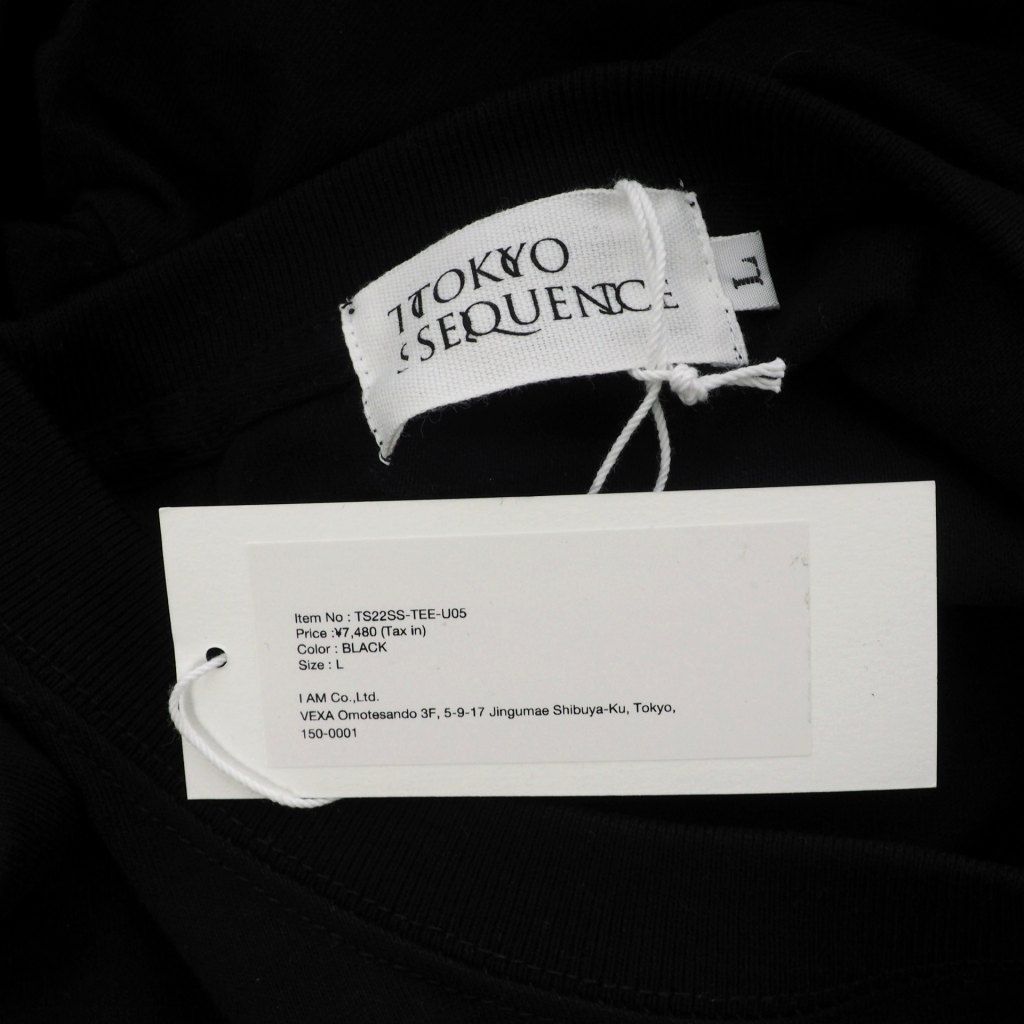 TOKYO
SEQUENCE
L
Item No : TS22SS-TEE-U05
Price :¥7,480 (Tax in)
Color : BLACK
Size : L
I AM Co.,Ltd.
VEXA Omotesando 3F, 5-9-17 Jingumae Shibuya-Ku, Tokyo,
150-0001